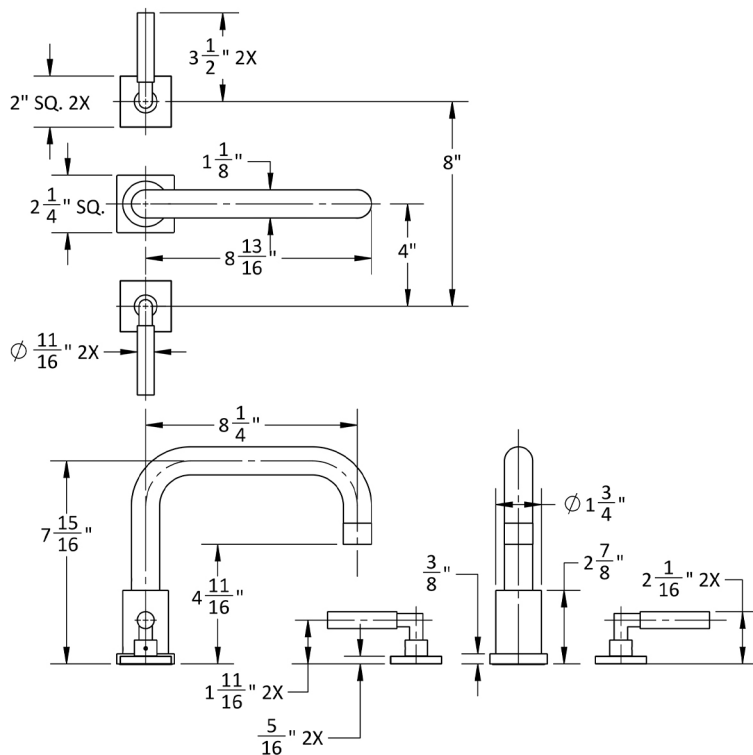 3 1/2" 2X
2" SQ. 2X
1 1/8"
8"
2 1/4" SQ.
4"
8 13/16"
Ø 11/16" 2X
8 1/4"
Ø 1 3/4"
7 15/16"
3/8"
2 7/8"
2 1/16" 2X
4 11/16"
1 11/16" 2X
5/16" 2X